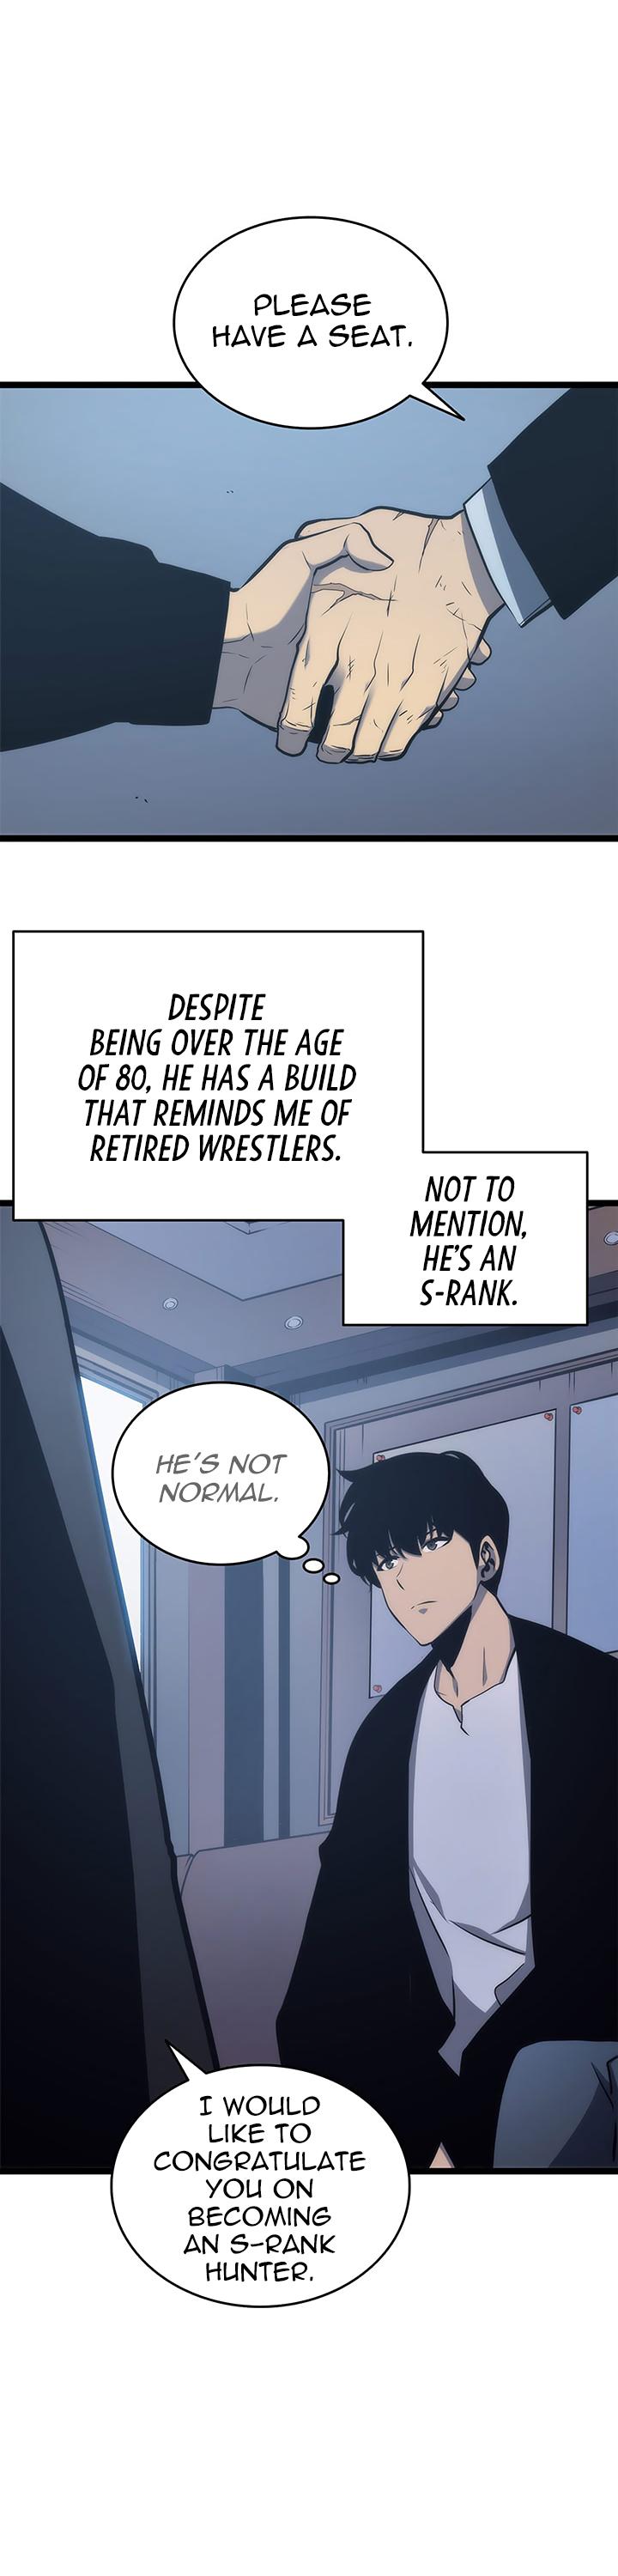 PLEASE
HAVE A SEAT.
DESPITE
BEING OVER THE AGE
OF 80, HE HAS A BUILD
THAT REMINDS ME OF
RETIRED WRESTLERS.
NOT TO
MENTION,
HE'S AN
S-RANK.
HE'S NOT
NORMAL.
I WOULD
LIKE TO
CONGRATULATE
YOU ON
BECOMING
AN S-RANK
HUNTER.